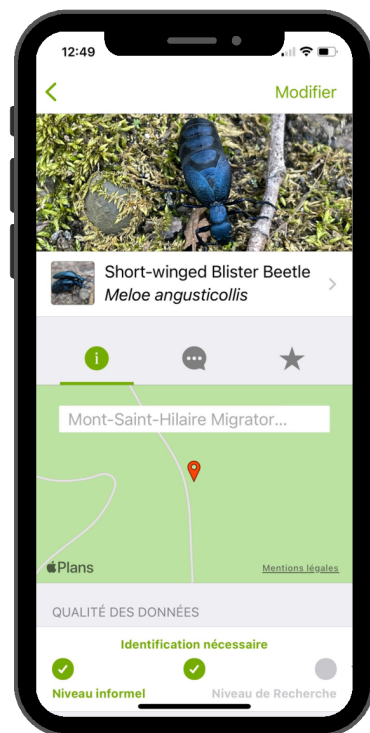 12:49
Modifier
Short-winged Blister Beetle
Meloe angusticollis
i
Mont-Saint-Hilaire Migrator...
Plans
Mentions légales
QUALITÉ DES DONNÉES
Identification nécessaire
Niveau informel
Niveau de Recherche